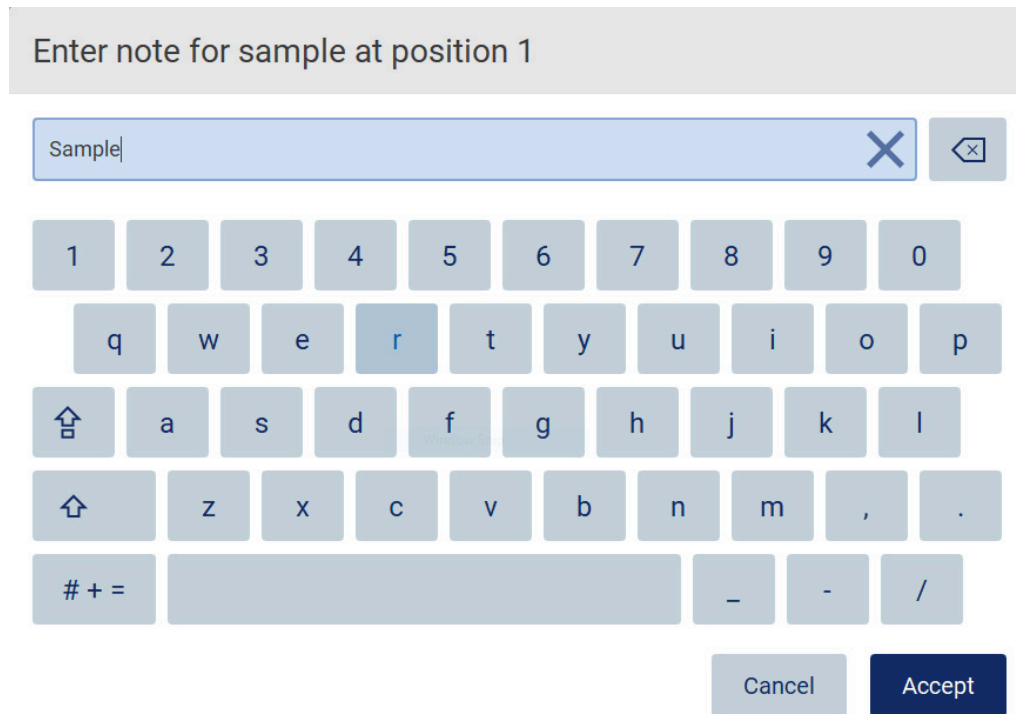 Enter note for sample at position 1
Sample
1 2 3 4 5 6 7 8 9 0
q w e r t y u i o p
a s d f g h j k l
z x c v b n m , .
# + = _ - /
Cancel Accept